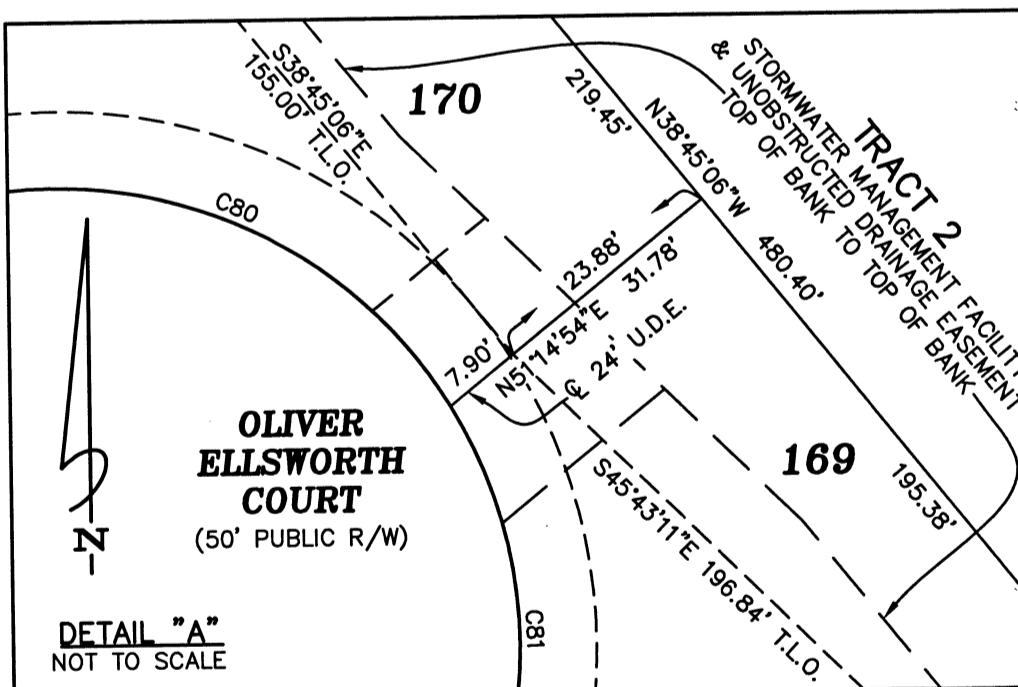 S38°45'06"E
155.00' T.L.O.
170
219.45'
N38°45'06"W
480.40'
195.38'
TRACT 2
STORMWATER MANAGEMENT FACILITY
& UNOBSTRUCTED DRAINAGE EASEMENT
TOP OF BANK TO TOP OF BANK
C80
23.88'
7.90'
N51°14'54"E 31.78'
℄ 24' U.D.E.
OLIVER
ELLSWORTH
COURT
(50' PUBLIC R/W)
169
S45°43'11"E 196.84' T.L.O.
C81
N
DETAIL "A"
NOT TO SCALE